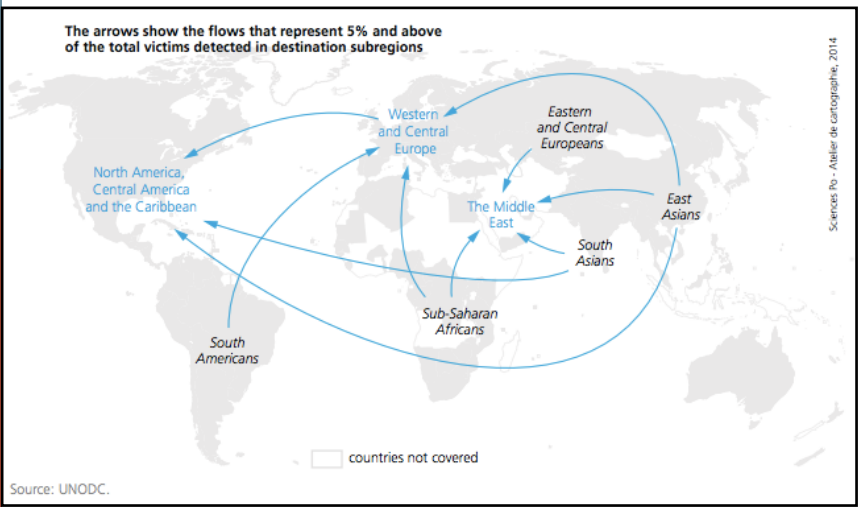 The arrows show the flows that represent 5% and above
of the total victims detected in destination subregions
Sciences Po - Atelier de cartographie, 2014
Western
and Central
Europe
Eastern
and Central
Europeans
North America,
Central America
and the Caribbean
The Middle
East
East
Asians
South
Asians
Sub-Saharan
Africans
South
Americans
countries not covered
Source: UNODC.